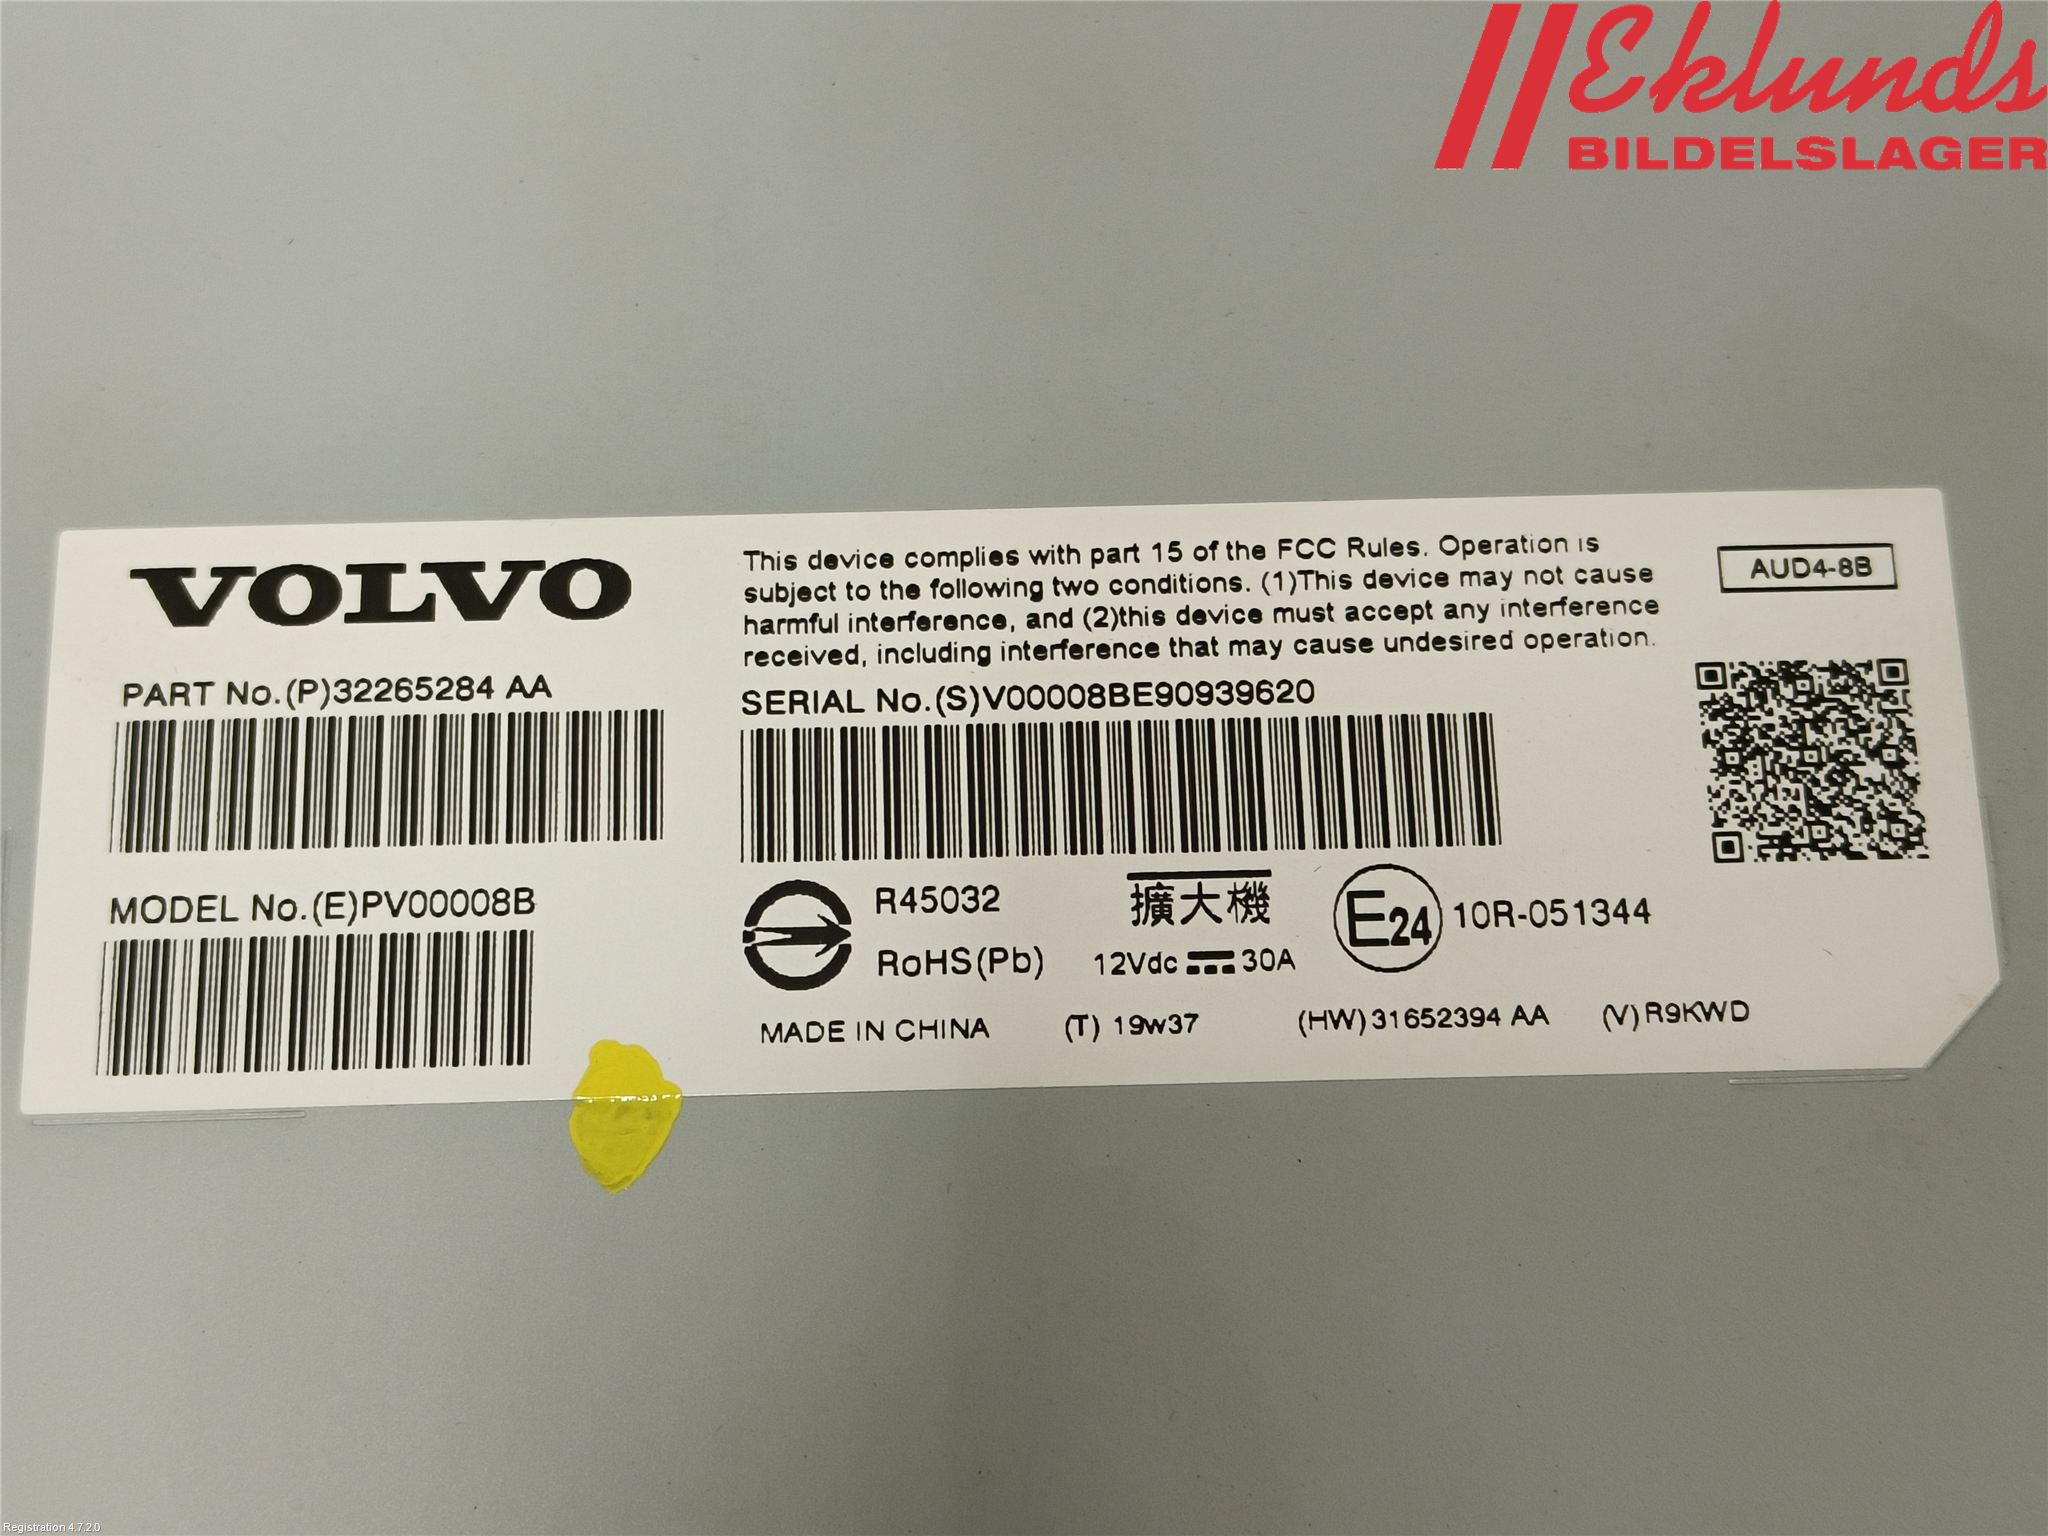 Eklunds
BILDELSLAGER
VOLVO
PART No.(P)32265284 AA
MODEL No.(E)PV00008B
This device complies with part 15 of the FCC Rules. Operation is
subject to the following two conditions. (1)This device may not cause
harmful interference, and (2)this device must accept any interference
received, including interference that may cause undesired operation.
AUD4-8B
SERIAL No.(S)V00008BE90939620
R45032
RoHS(Pb)
擴大機
12Vdc 30A
E24 10R-051344
MADE IN CHINA (T) 19w37 (HW)31652394 AA (V)R9KWD
Registration 4.7.2.0